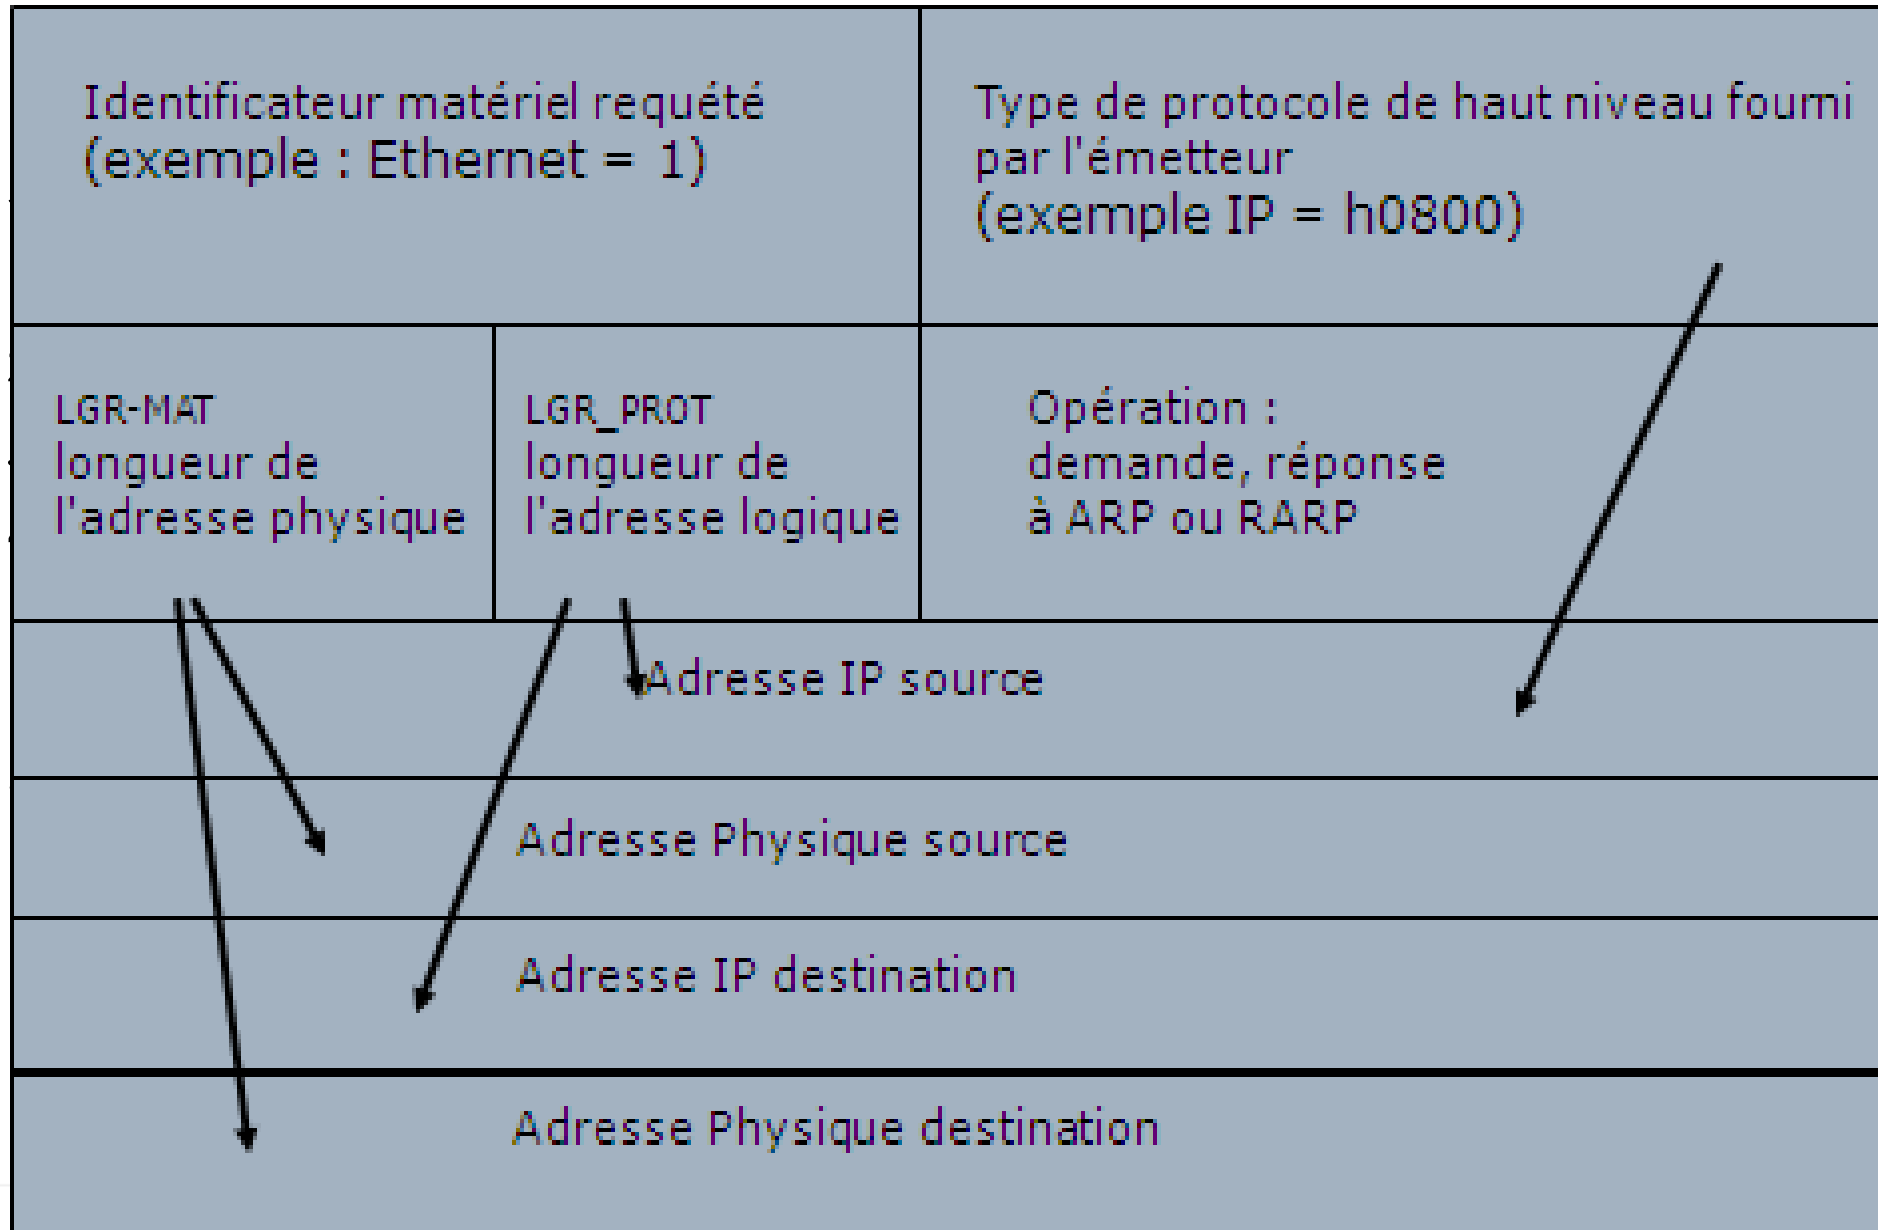 Identificateur matériel requété
(exemple : Ethernet = 1)
Type de protocole de haut niveau fourni
par l'émetteur
(exemple IP = h0800)
LGR-MAT
longueur de
l'adresse physique
LGR_PROT
longueur de
l'adresse logique
Opération :
demande, réponse
à ARP ou RARP
Adresse IP source
Adresse Physique source
Adresse IP destination
Adresse Physique destination